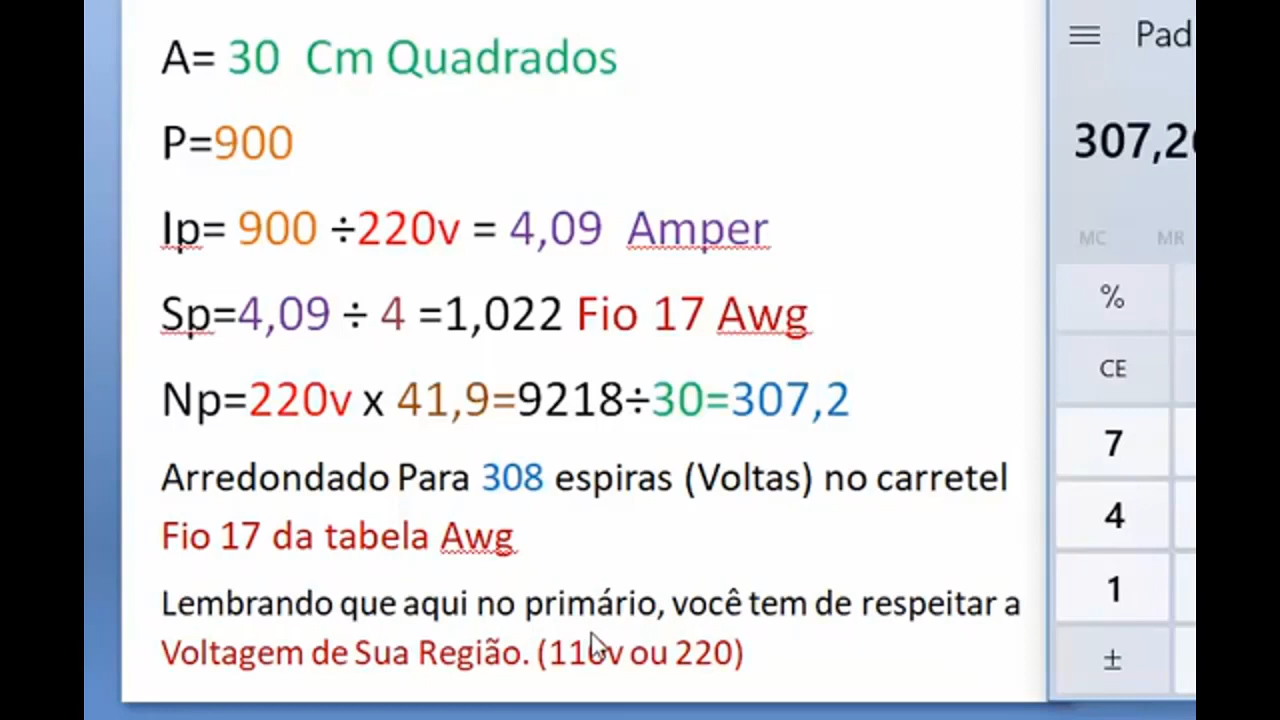 A= 30 Cm Quadrados
P=900
Ip= 900 ÷220v = 4,09 Amper
Sp=4,09 ÷ 4 =1,022 Fio 17 Awg
Np=220v x 41,9=9218÷30=307,2
Arredondado Para 308 espiras (Voltas) no carretel
Fio 17 da tabela Awg
Lembrando que aqui no primário, você tem de respeitar a
Voltagem de Sua Região. (110v ou 220)
Pad
307,26
MC MR
%
CE
7
4
1
±